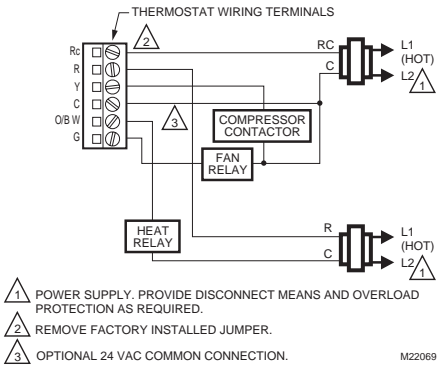 THERMOSTAT WIRING TERMINALS
2
Rc
R
Y
C
O/B W
G
3
RC
C
L1
(HOT)
L2
1
COMPRESSOR
CONTACTOR
FAN
RELAY
HEAT
RELAY
R
C
L1
(HOT)
L2
1
1 POWER SUPPLY. PROVIDE DISCONNECT MEANS AND OVERLOAD
PROTECTION AS REQUIRED.
2 REMOVE FACTORY INSTALLED JUMPER.
3 OPTIONAL 24 VAC COMMON CONNECTION.
M22069